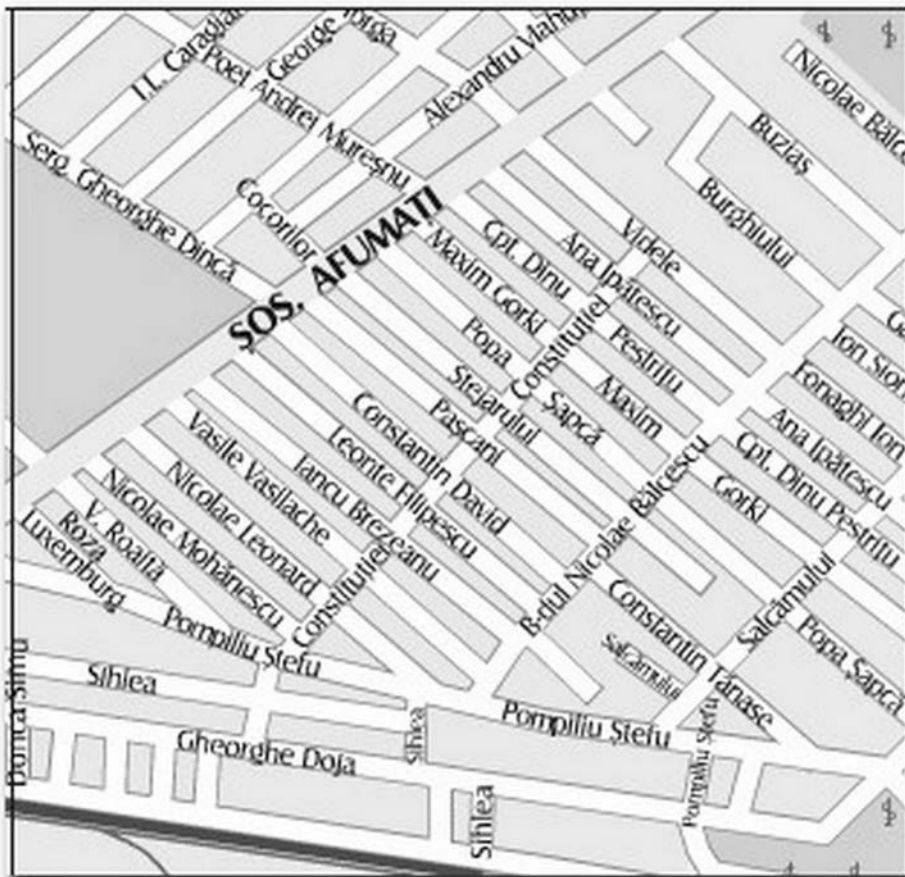 I.L. Caragiale
George
Iorga
Alexandru Vlahuță
Nicolae Bălce
Poet Andrei Mureșnu
Buziaș
Serg. Gheorghe Dincă
Cocorilor
ȘOS. AFUMAȚI
Burghiului
Videle
Cpt. Dinu
Ana Ipătescu
Maxim Gorki
Constituției
Popa
Pestrițu
Ion Sion
Stejarului
Maxim
Fonaghi Ion
Șapcă
Pașcani
Constantin David
Ana Ipătescu
Vasile Vasilache
Leonte Filipescu
Iancu Brezeanu
Cpt. Dinu Pestrițu
Gorki
B-dul Nicolae Bălcescu
Nicolae Leonard
Nicolae Mohănescu
V. Roaită
Roza
Luxemburg
Constituției
Salcâmului
Constantin Tănase
Popa Șapcă
Salcâmului
Pompiliu Ștefu
Donca Simu
Sihlea
Pompiliu Ștefu
Sihlea
Pompiliu Ștefu
Gheorghe Doja
Sihlea